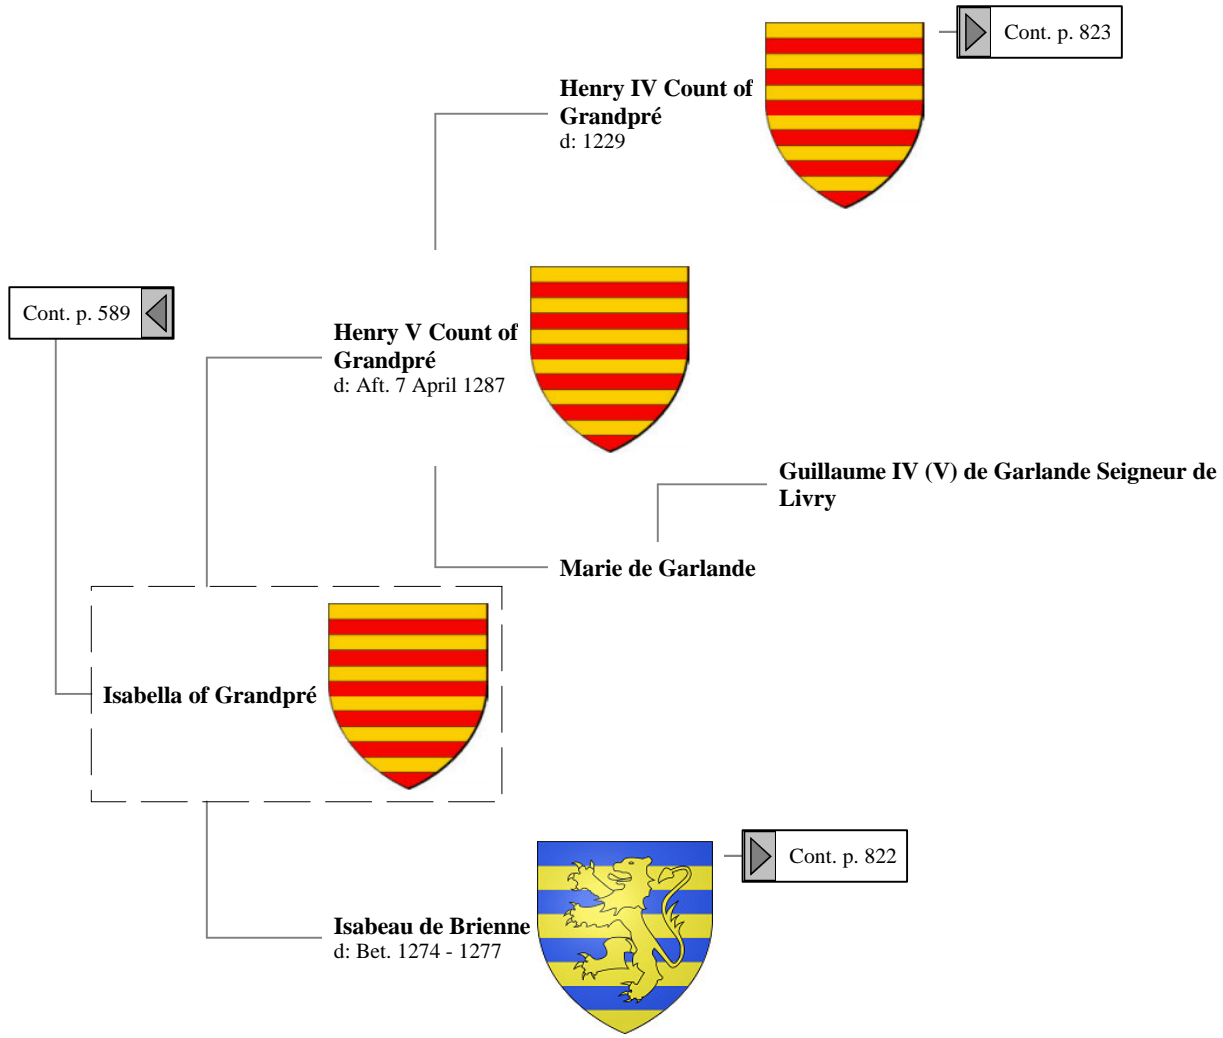 Cont. p. 823
Henry IV Count of
Grandpré
d: 1229
Cont. p. 589
Henry V Count of
Grandpré
d: Aft. 7 April 1287
Guillaume IV (V) de Garlande Seigneur de
Livry
Marie de Garlande
Isabella of Grandpré
Cont. p. 822
Isabeau de Brienne
d: Bet. 1274 - 1277